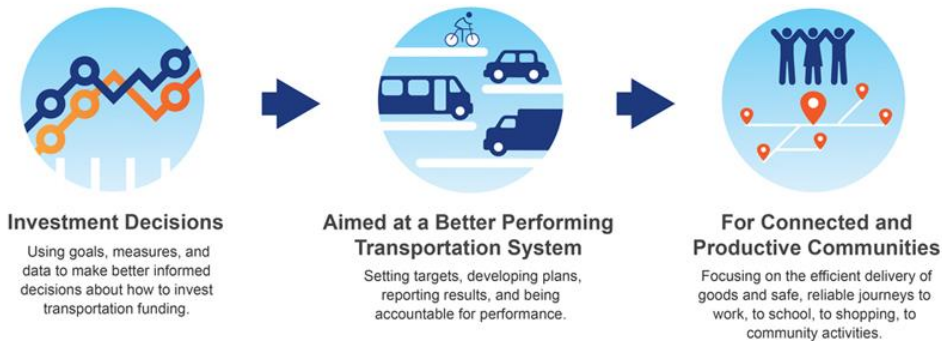 Investment Decisions
Using goals, measures, and
data to make better informed
decisions about how to invest
transportation funding.
Aimed at a Better Performing
Transportation System
Setting targets, developing plans,
reporting results, and being
accountable for performance.
For Connected and
Productive Communities
Focusing on the efficient delivery of
goods and safe, reliable journeys to
work, to school, to shopping, to
community activities.